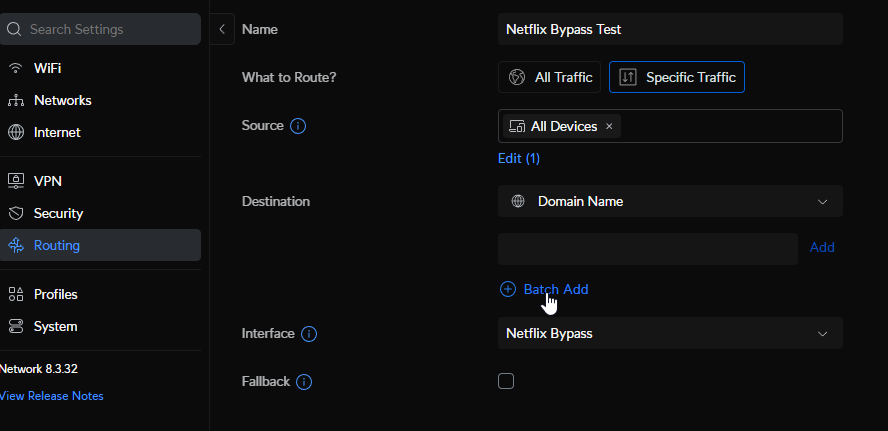 Search Settings
WiFi
Networks
Internet
VPN
Security
Routing
Profiles
System
Network 8.3.32
View Release Notes
Name
Netflix Bypass Test
What to Route?
All Traffic
Specific Traffic
Source
All Devices ×
Edit (1)
Destination
Domain Name
Add
Batch Add
Interface
Netflix Bypass
Fallback